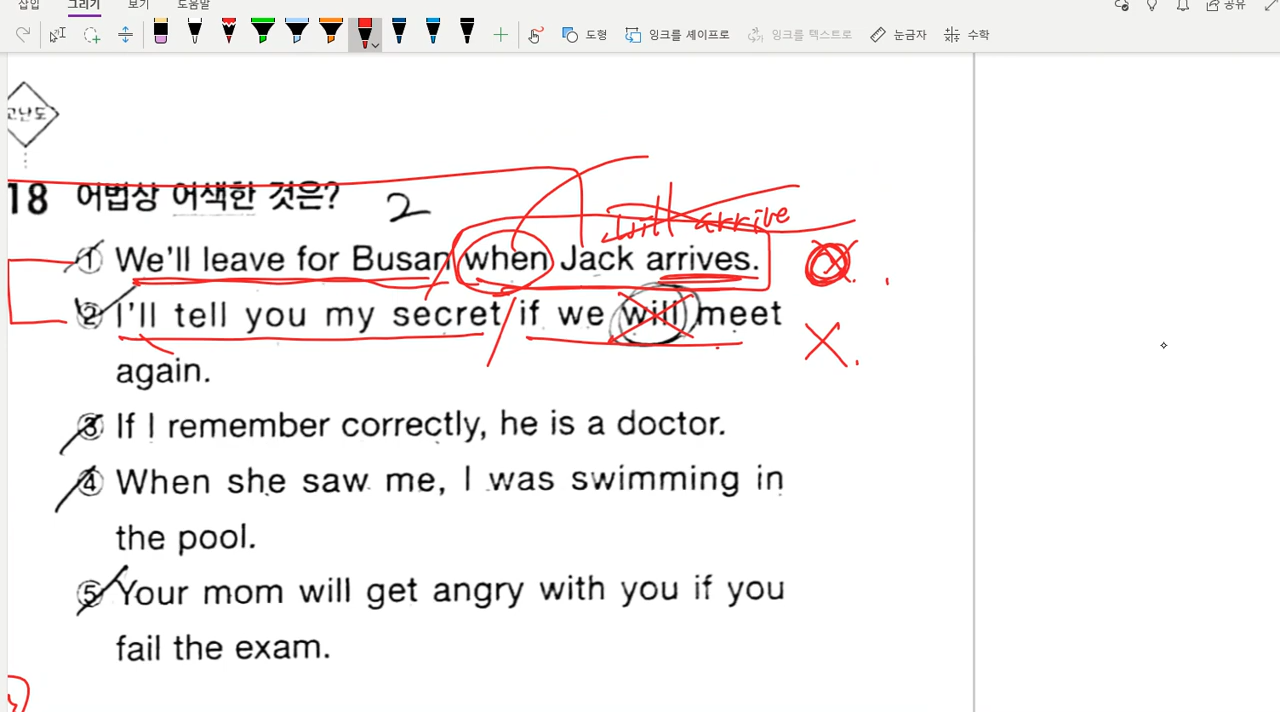 삽입 그리기 보기 도움말
공유
도형 잉크를 셰이프로 잉크를 텍스트로 눈금자 수학
고난도
18 어법상 어색한 것은? 2
will arrive
① We'll leave for Busan when Jack arrives.
② I'll tell you my secret if we will meet
again.
③ If I remember correctly, he is a doctor.
④ When she saw me, I was swimming in
the pool.
⑤ Your mom will get angry with you if you
fail the exam.